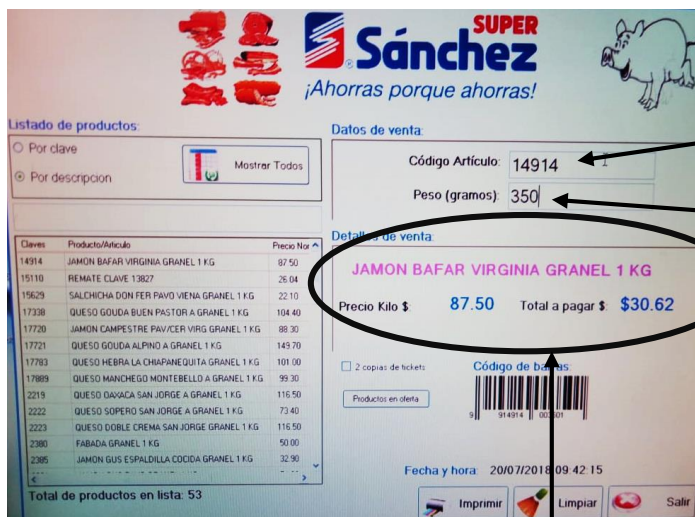 SUPER
Sánchez
¡Ahorras porque ahorras!
Listado de productos:
Por clave
Por descripcion
Mostrar Todos
Datos de venta:
Código Artículo: 14914
Peso (gramos): 350
Claves Producto/Articulo Precio Nor
14914 JAMON BAFAR VIRGINIA GRANEL 1 KG 87.50
15110 REMATE CLAVE 13827 26.04
15629 SALCHICHA DON FER PAVO VIENA GRANEL 1 KG 22.10
17338 QUESO GOUDA BUEN PASTOR A GRANEL 1 KG 104.40
17720 JAMON CAMPESTRE PAV/CER VIRG GRANEL 1 KG 88.30
17721 QUESO GOUDA ALPINO A GRANEL 1 KG 149.70
17783 QUESO HEBRA LA CHIAPANEQUITA GRANEL 1 KG 101.00
17889 QUESO MANCHEGO MONTEBELLO A GRANEL 1 KG 99.30
2219 QUESO OAXACA SAN JORGE A GRANEL 1 KG 116.50
2222 QUESO SOPERO SAN JORGE A GRANEL 1 KG 73.40
2223 QUESO DOBLE CREMA SAN JORGE GRANEL 1 KG 116.50
2380 FABADA GRANEL 1 KG 50.00
2385 JAMON GUS ESPALDILLA COCIDA GRANEL 1 KG 32.90
Total de productos en lista: 53
Detalles de venta:
JAMON BAFAR VIRGINIA GRANEL 1 KG
Precio Kilo $: 87.50 Total a pagar $: $30.62
2 copias de tickets
Productos en oferta
Código de barras:
9 914914
Fecha y hora: 20/07/2018 09:42:15
Imprimir
Limpiar
Salir